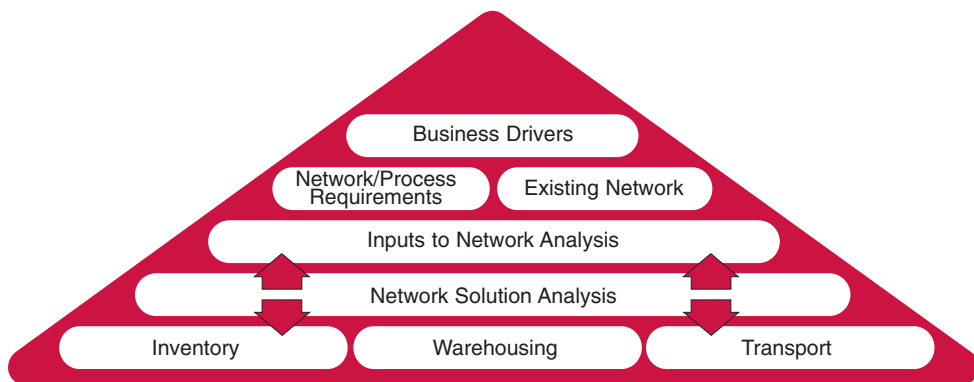 Business Drivers
Network/Process
Requirements
Existing Network
Inputs to Network Analysis
Network Solution Analysis
Inventory
Warehousing
Transport